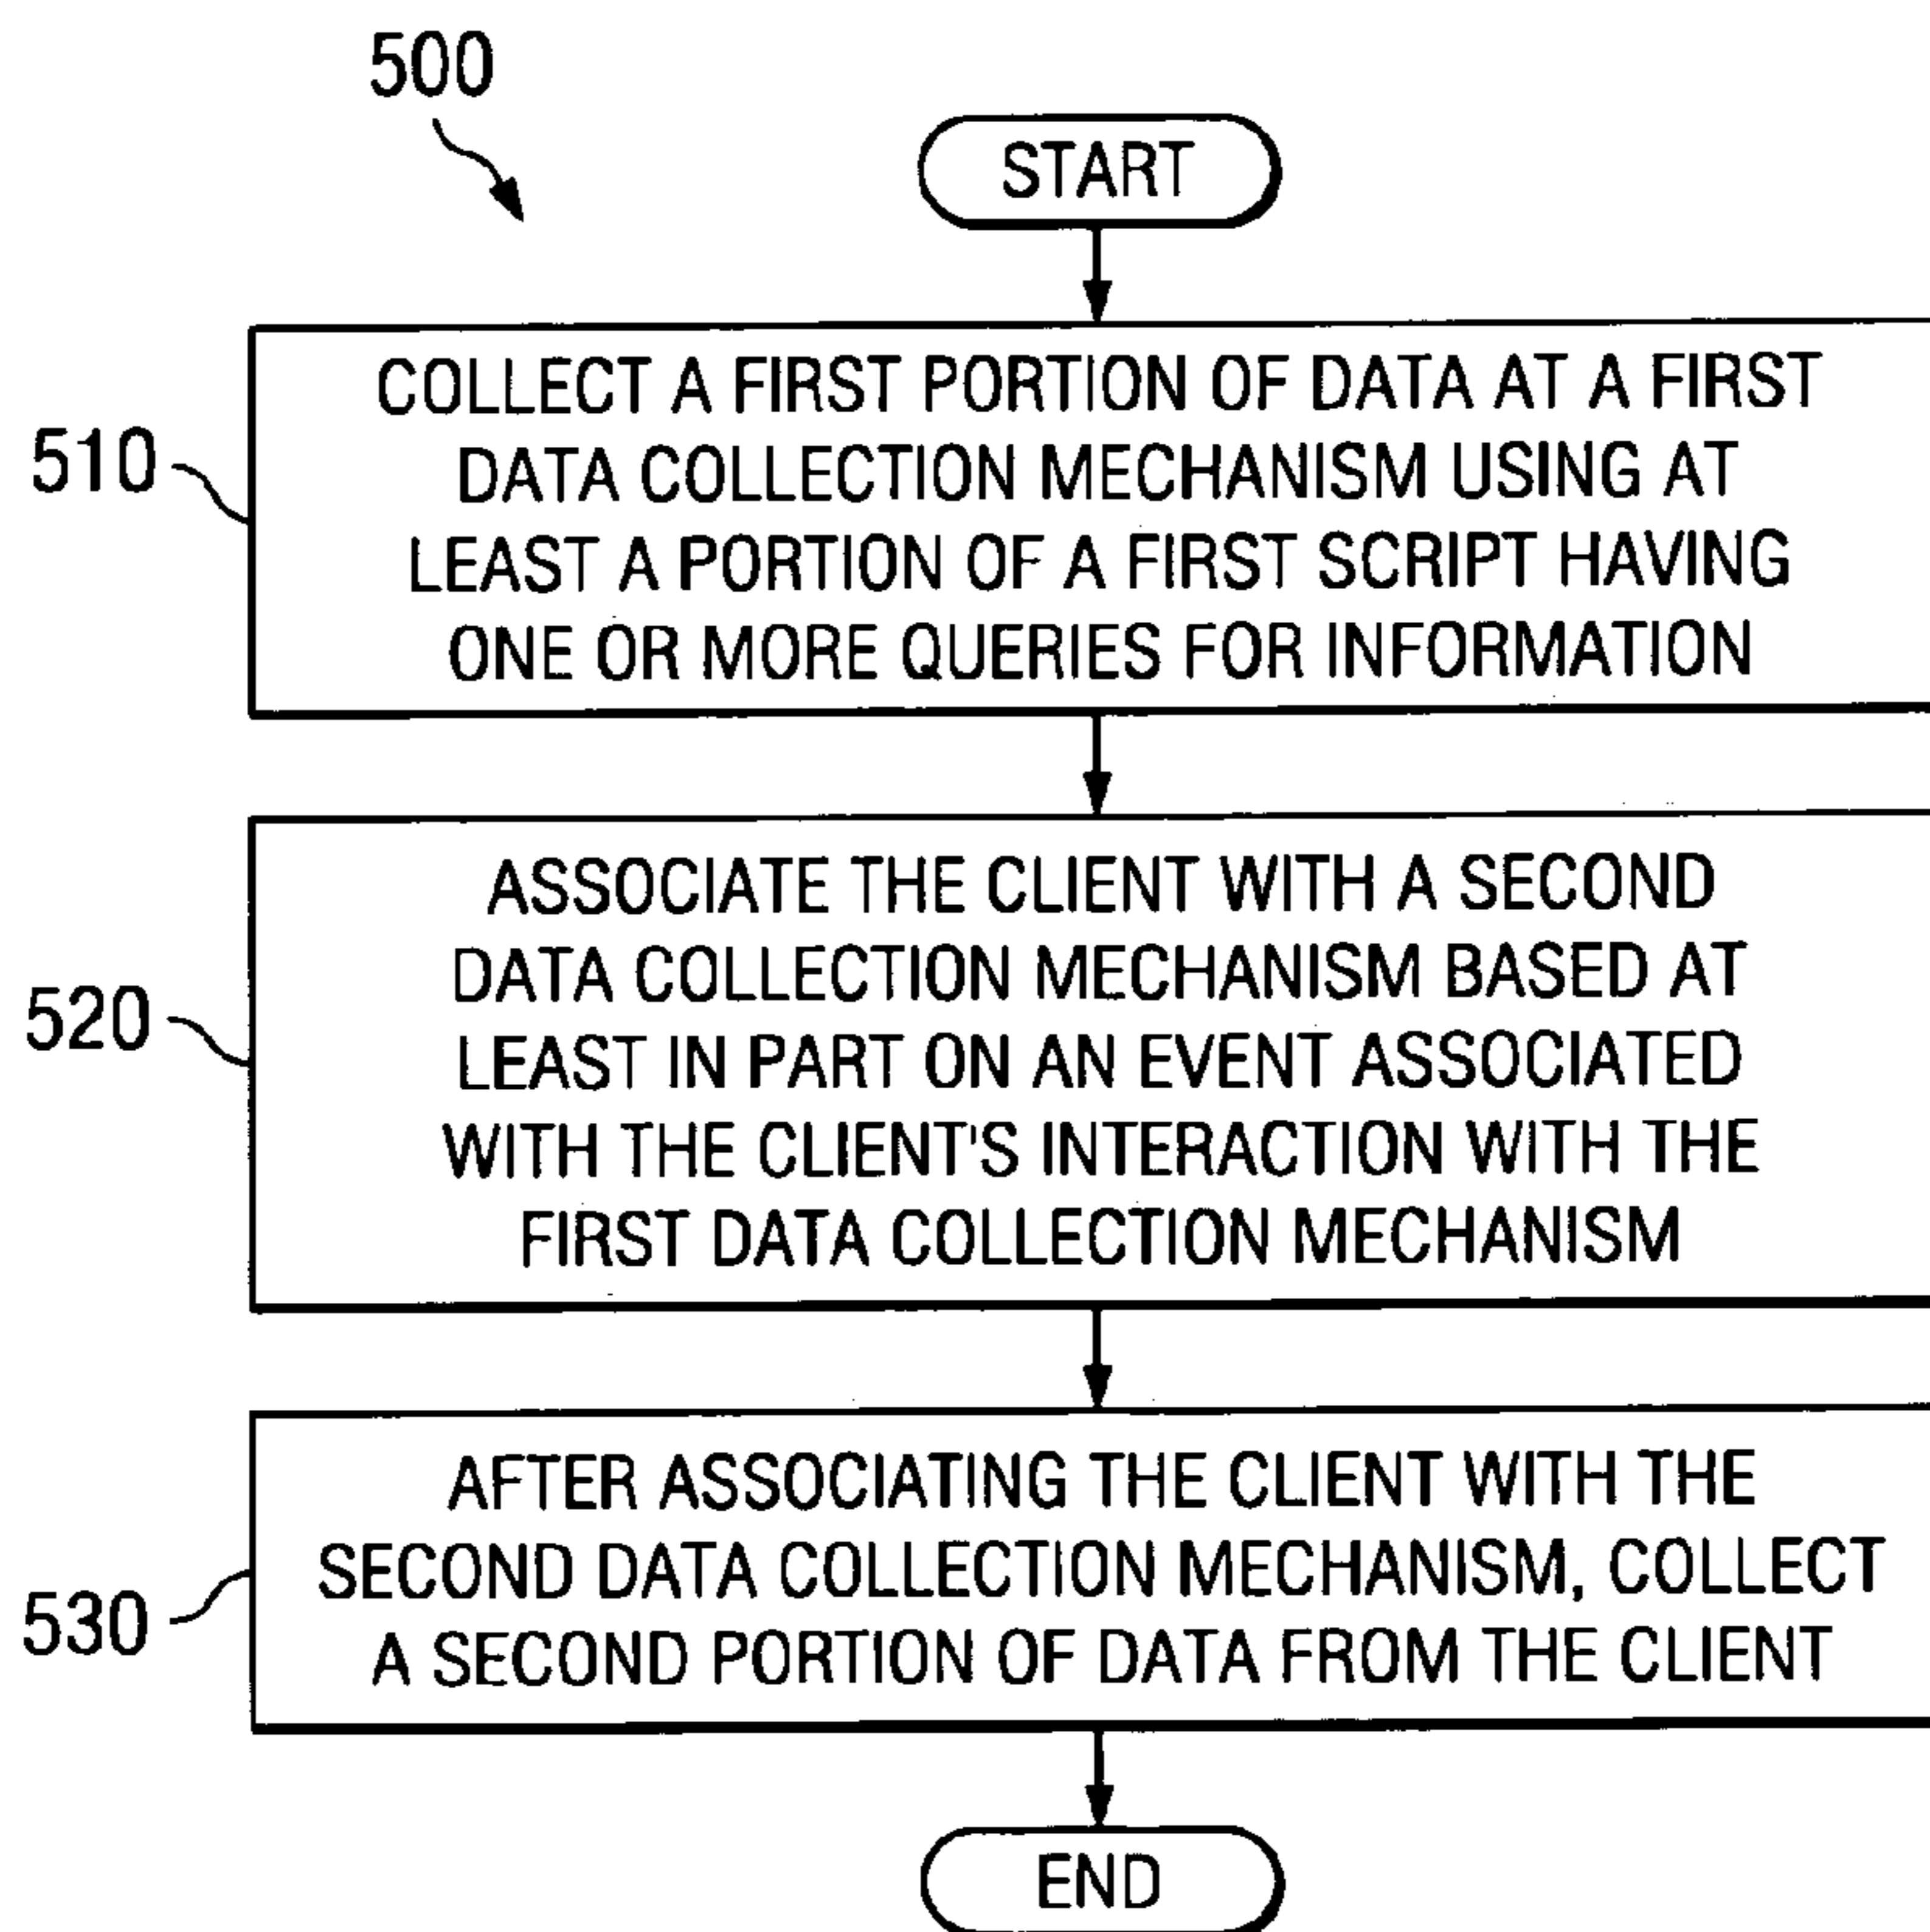 500
START
510
COLLECT A FIRST PORTION OF DATA AT A FIRST
DATA COLLECTION MECHANISM USING AT
LEAST A PORTION OF A FIRST SCRIPT HAVING
ONE OR MORE QUERIES FOR INFORMATION
520
ASSOCIATE THE CLIENT WITH A SECOND
DATA COLLECTION MECHANISM BASED AT
LEAST IN PART ON AN EVENT ASSOCIATED
WITH THE CLIENT'S INTERACTION WITH THE
FIRST DATA COLLECTION MECHANISM
530
AFTER ASSOCIATING THE CLIENT WITH THE
SECOND DATA COLLECTION MECHANISM, COLLECT
A SECOND PORTION OF DATA FROM THE CLIENT
END